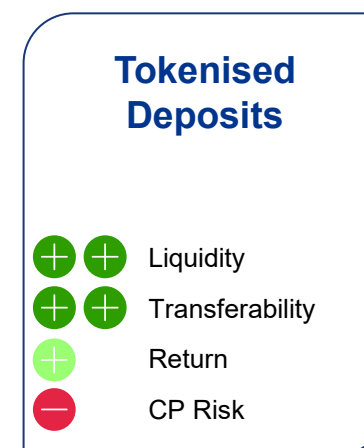 Tokenised
Deposits
Liquidity
Transferability
Return
CP Risk